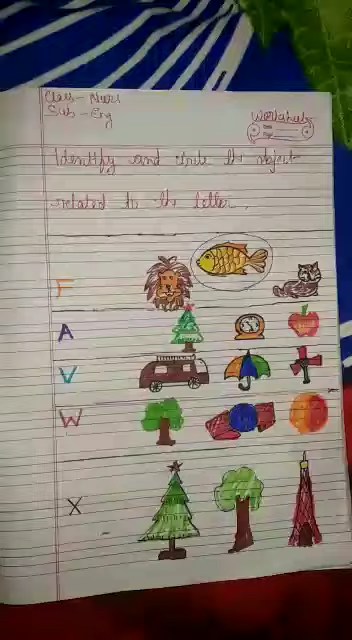 Class - Nur
Sub - Eng
Worksheet
Identify and circle the object
related to the letter.
F
A
V
W
X